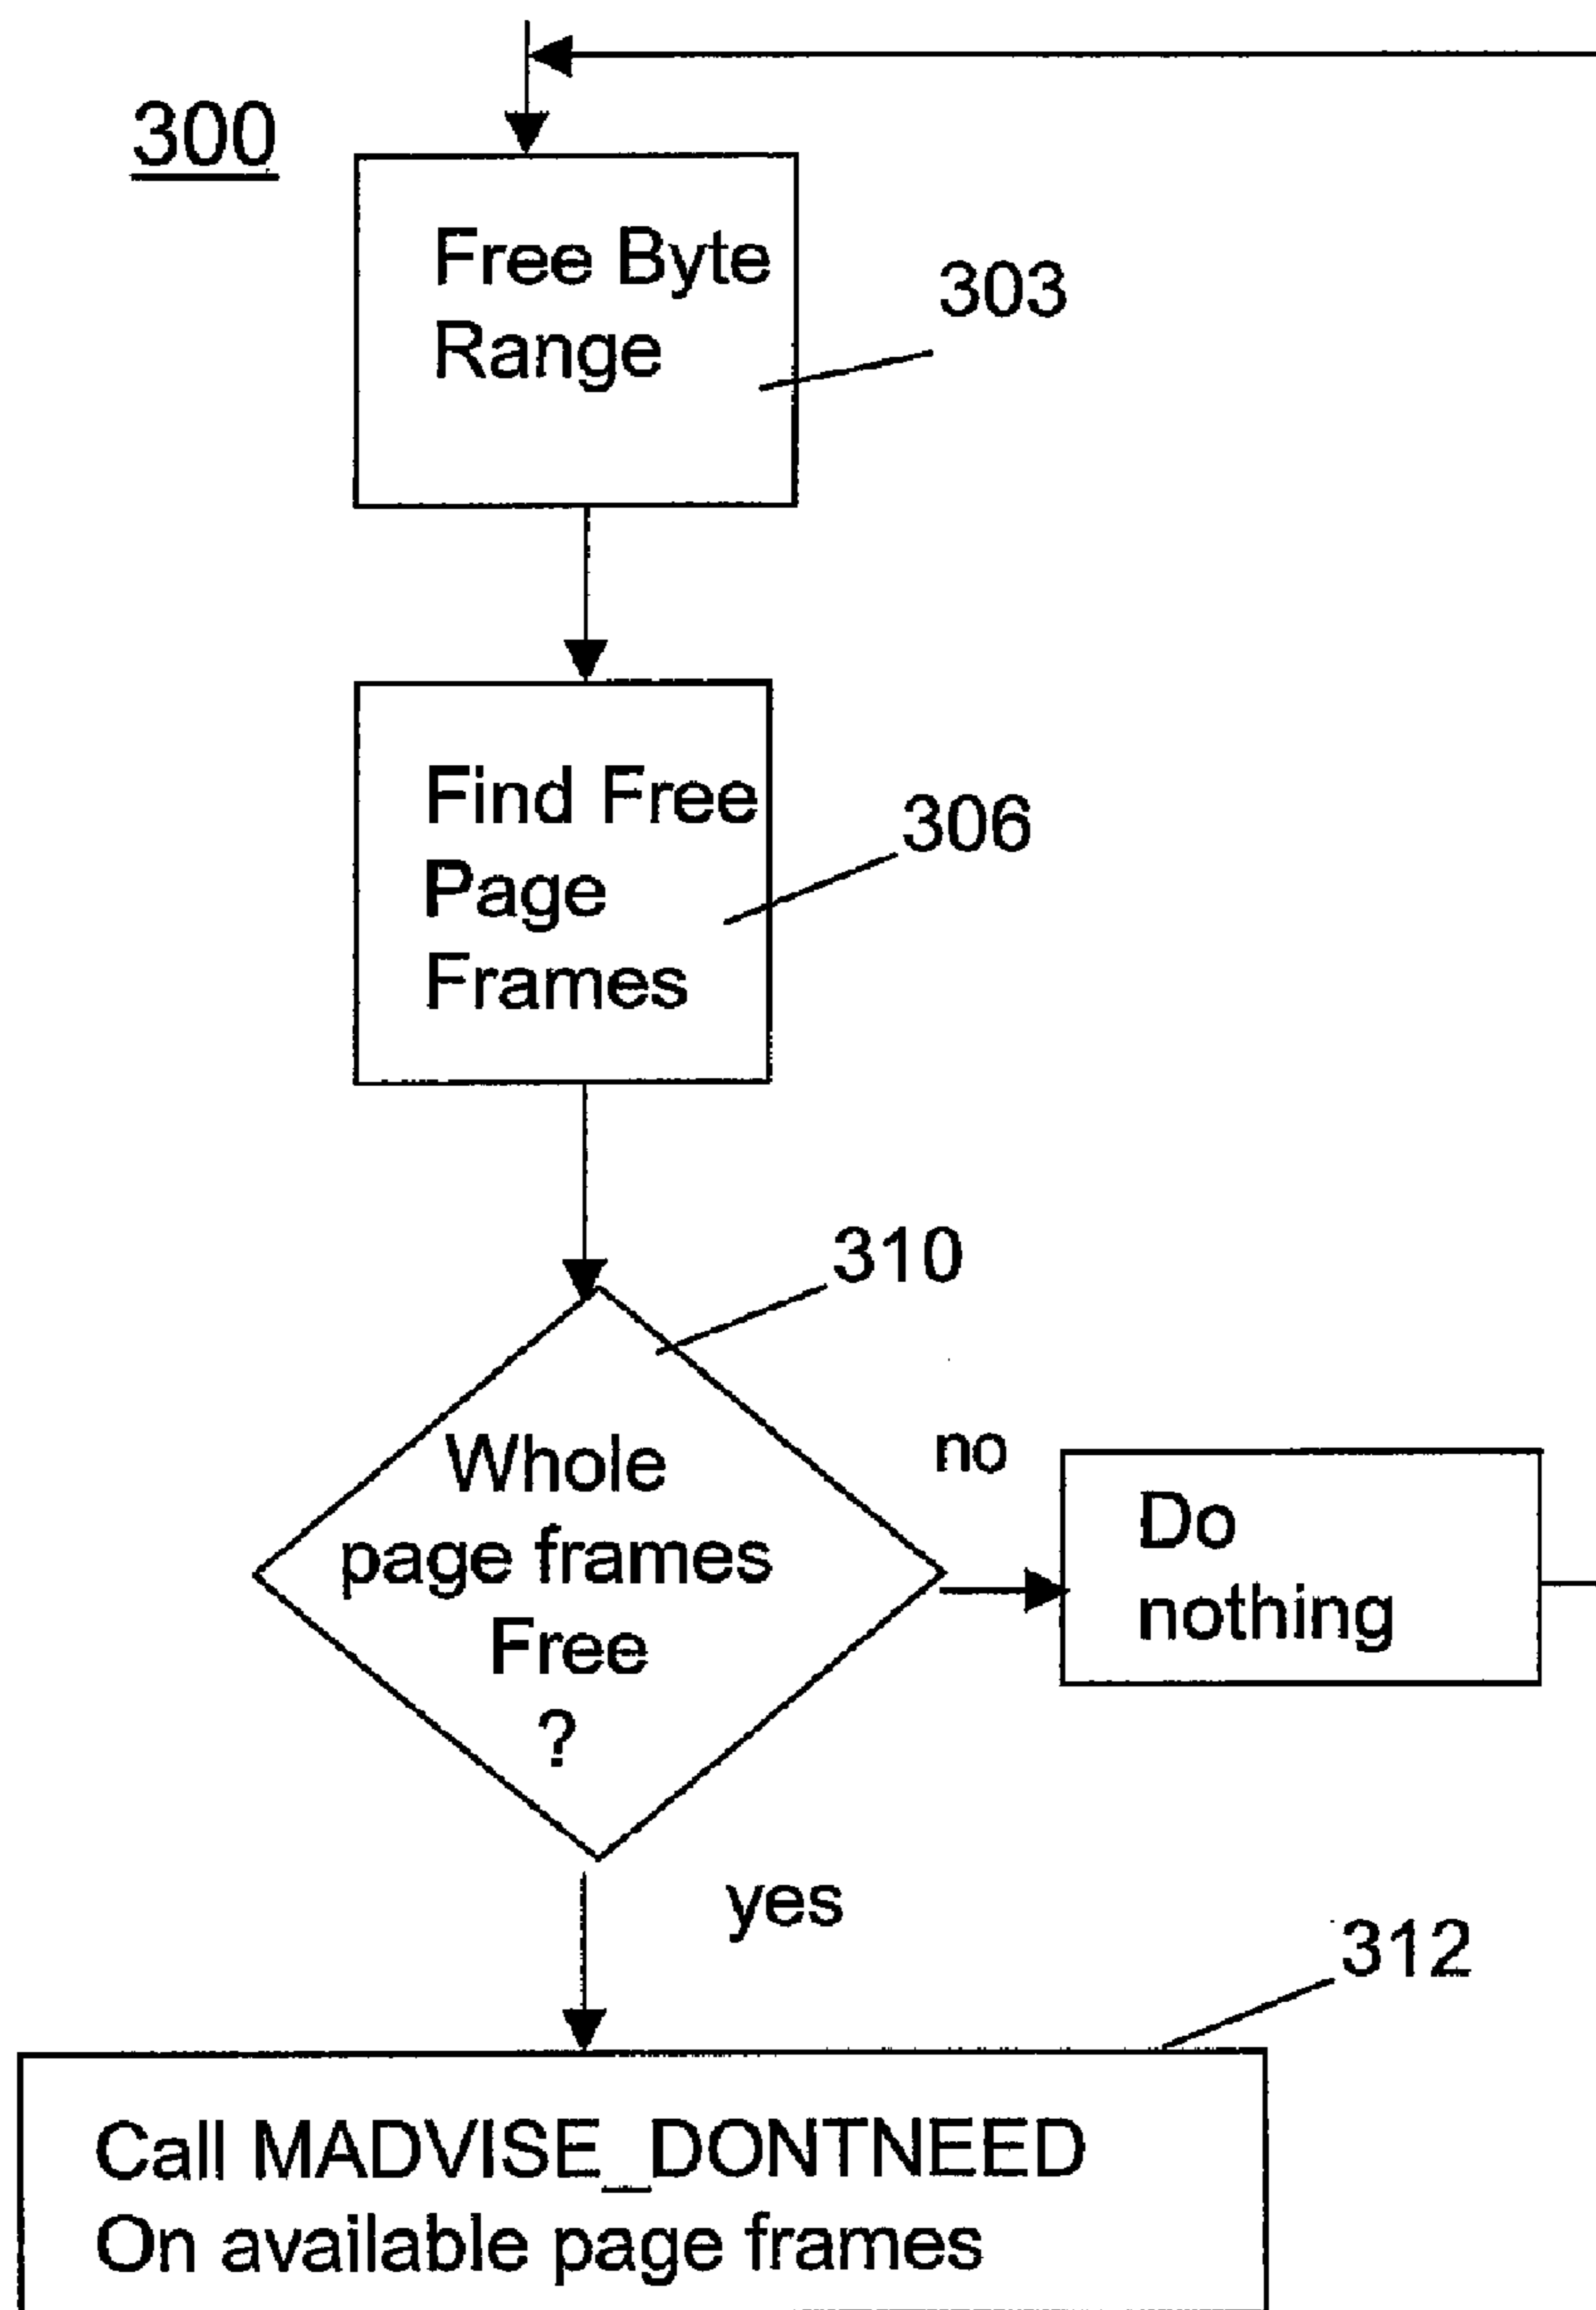 300
Free Byte
Range
303
Find Free
Page
Frames
306
310
Whole
page frames
Free
?
no
Do
nothing
yes
312
Call MADVISE_DONTNEED
On available page frames